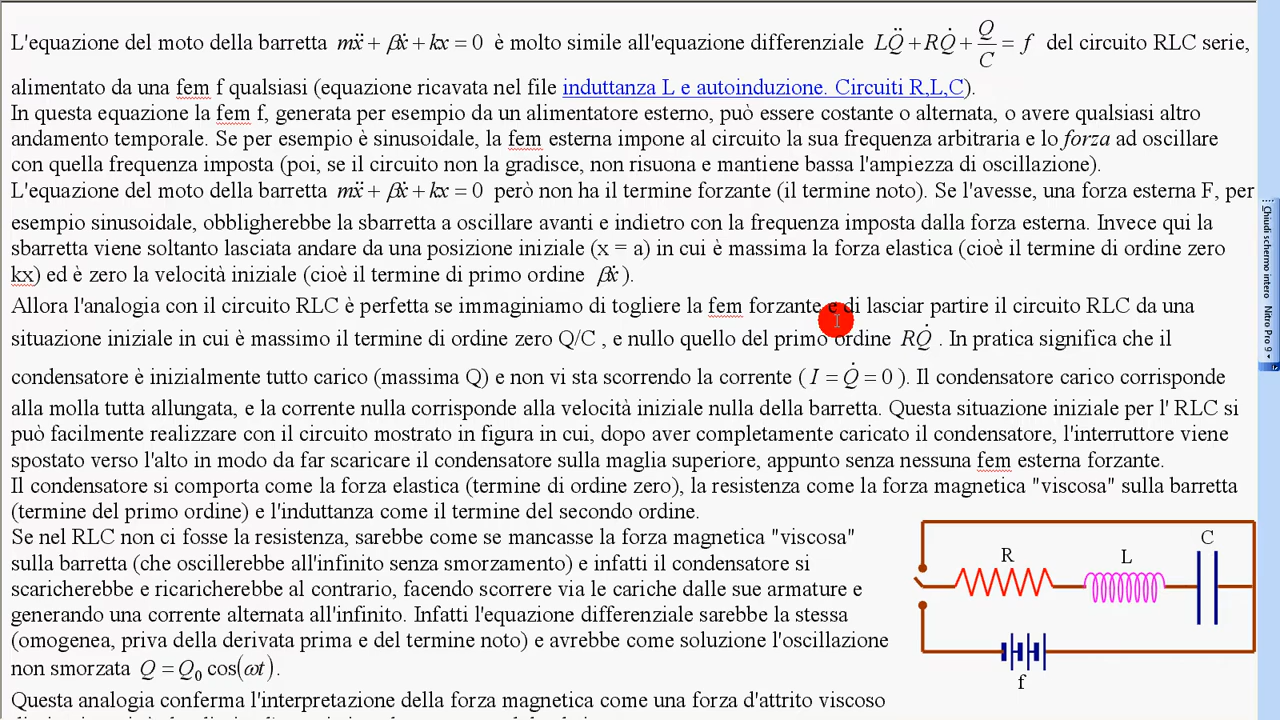 L'equazione del moto della barretta mẍ + βẋ + kx = 0 è molto simile all'equazione differenziale LQ̈ + RQ̇ + Q/C = f del circuito RLC serie,
alimentato da una fem f qualsiasi (equazione ricavata nel file induttanza L e autoinduzione. Circuiti R,L,C).
In questa equazione la fem f, generata per esempio da un alimentatore esterno, può essere costante o alternata, o avere qualsiasi altro
andamento temporale. Se per esempio è sinusoidale, la fem esterna impone al circuito la sua frequenza arbitraria e lo forza ad oscillare
con quella frequenza imposta (poi, se il circuito non la gradisce, non risuona e mantiene bassa l'ampiezza di oscillazione).
L'equazione del moto della barretta mẍ + βẋ + kx = 0 però non ha il termine forzante (il termine noto). Se l'avesse, una forza esterna F, per
esempio sinusoidale, obbligherebbe la sbarretta a oscillare avanti e indietro con la frequenza imposta dalla forza esterna. Invece qui la
sbarretta viene soltanto lasciata andare da una posizione iniziale (x = a) in cui è massima la forza elastica (cioè il termine di ordine zero
kx) ed è zero la velocità iniziale (cioè il termine di primo ordine βẋ ).
Allora l'analogia con il circuito RLC è perfetta se immaginiamo di togliere la fem forzante e di lasciar partire il circuito RLC da una
situazione iniziale in cui è massimo il termine di ordine zero Q/C , e nullo quello del primo ordine RQ̇ . In pratica significa che il
condensatore è inizialmente tutto carico (massima Q) e non vi sta scorrendo la corrente ( I = Q̇ = 0 ). Il condensatore carico corrisponde
alla molla tutta allungata, e la corrente nulla corrisponde alla velocità iniziale nulla della barretta. Questa situazione iniziale per l' RLC si
può facilmente realizzare con il circuito mostrato in figura in cui, dopo aver completamente caricato il condensatore, l'interruttore viene
spostato verso l'alto in modo da far scaricare il condensatore sulla maglia superiore, appunto senza nessuna fem esterna forzante.
Il condensatore si comporta come la forza elastica (termine di ordine zero), la resistenza come la forza magnetica "viscosa" sulla barretta
(termine del primo ordine) e l'induttanza come il termine del secondo ordine.
Se nel RLC non ci fosse la resistenza, sarebbe come se mancasse la forza magnetica "viscosa"
sulla barretta (che oscillerebbe all'infinito senza smorzamento) e infatti il condensatore si
scaricherebbe e ricaricherebbe al contrario, facendo scorrere via le cariche dalle sue armature e
generando una corrente alternata all'infinito. Infatti l'equazione differenziale sarebbe la stessa
(omogenea, priva della derivata prima e del termine noto) e avrebbe come soluzione l'oscillazione
non smorzata Q = Q₀ cos(ωt).
Questa analogia conferma l'interpretazione della forza magnetica come una forza d'attrito viscoso
R
L
C
f
Chiudi schermo intero
Nitro Pro 9